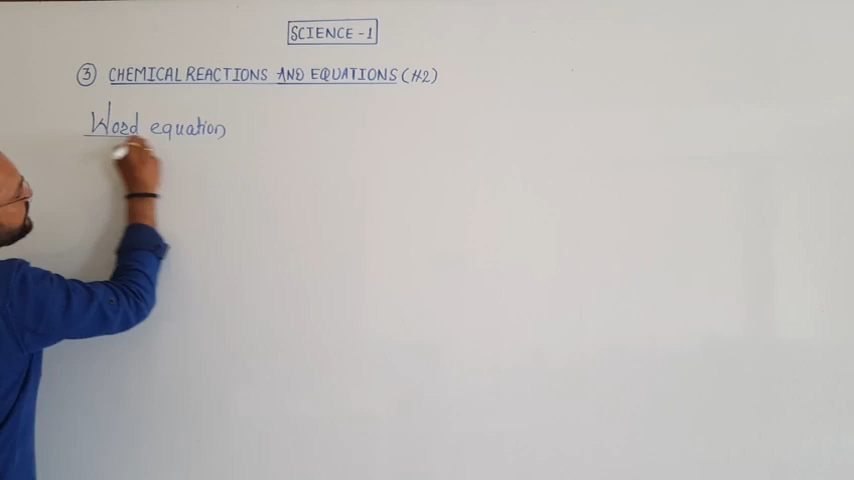 SCIENCE-1
③ CHEMICAL REACTIONS AND EQUATIONS (#2)
Word equation